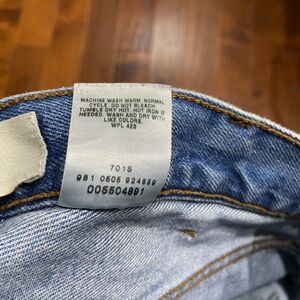 MACHINE WASH WARM. NORMAL
CYCLE. DO NOT BLEACH.
TUMBLE DRY HOT. HOT IRON IF
NEEDED. WASH AND DRY WITH
LIKE COLORS.
WPL 423
701S
981 0505 924559
005504891